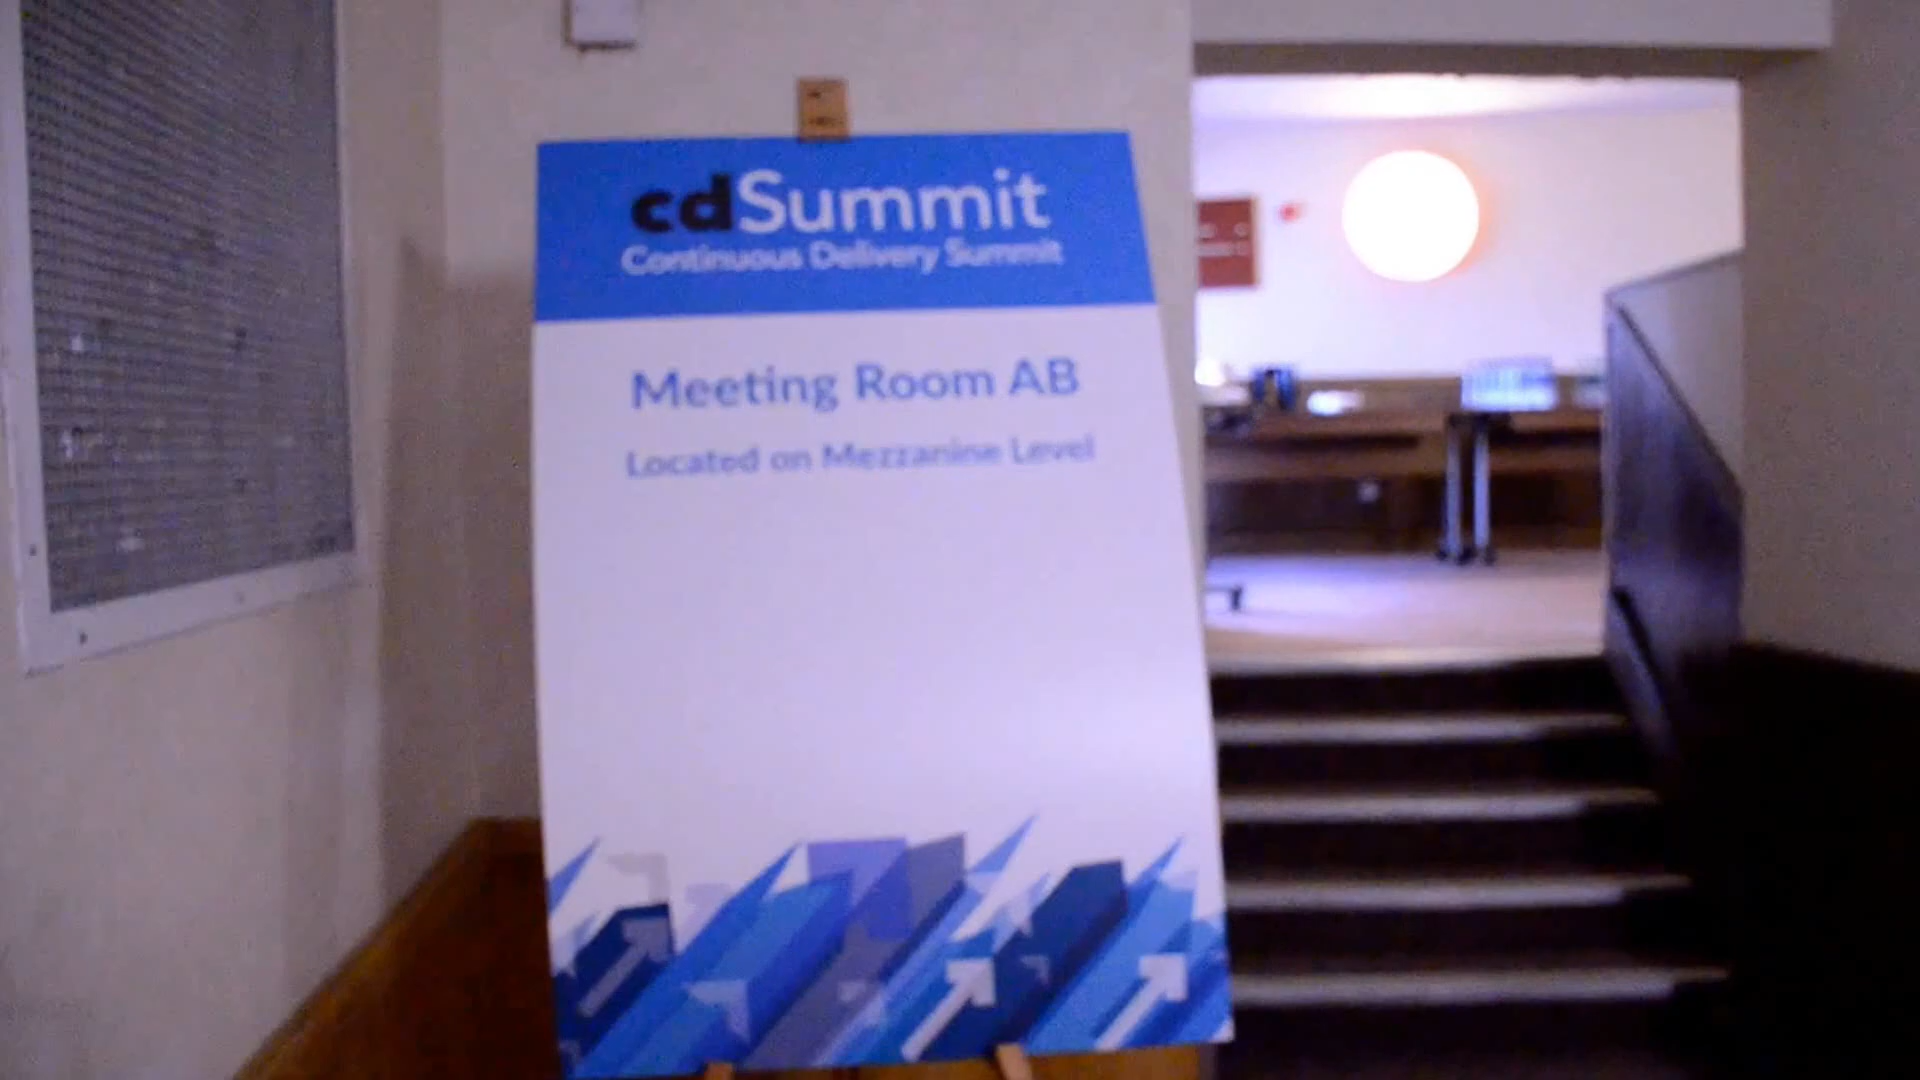 cdSummit
Continuous Delivery Summit
Meeting Room AB
Located on Mezzanine Level